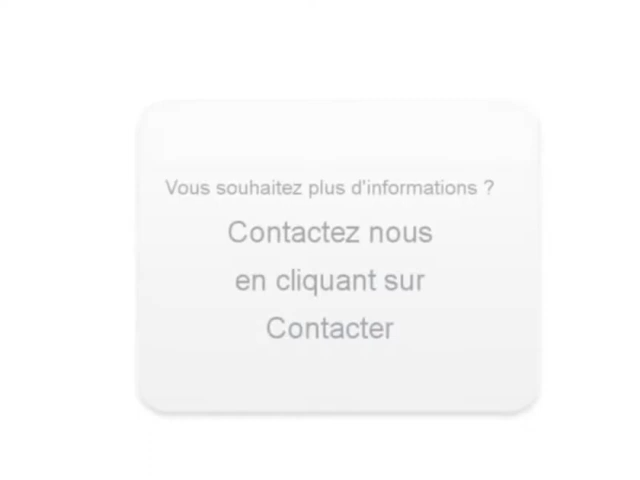 Vous souhaitez plus d'informations ?
Contactez nous
en cliquant sur
Contacter